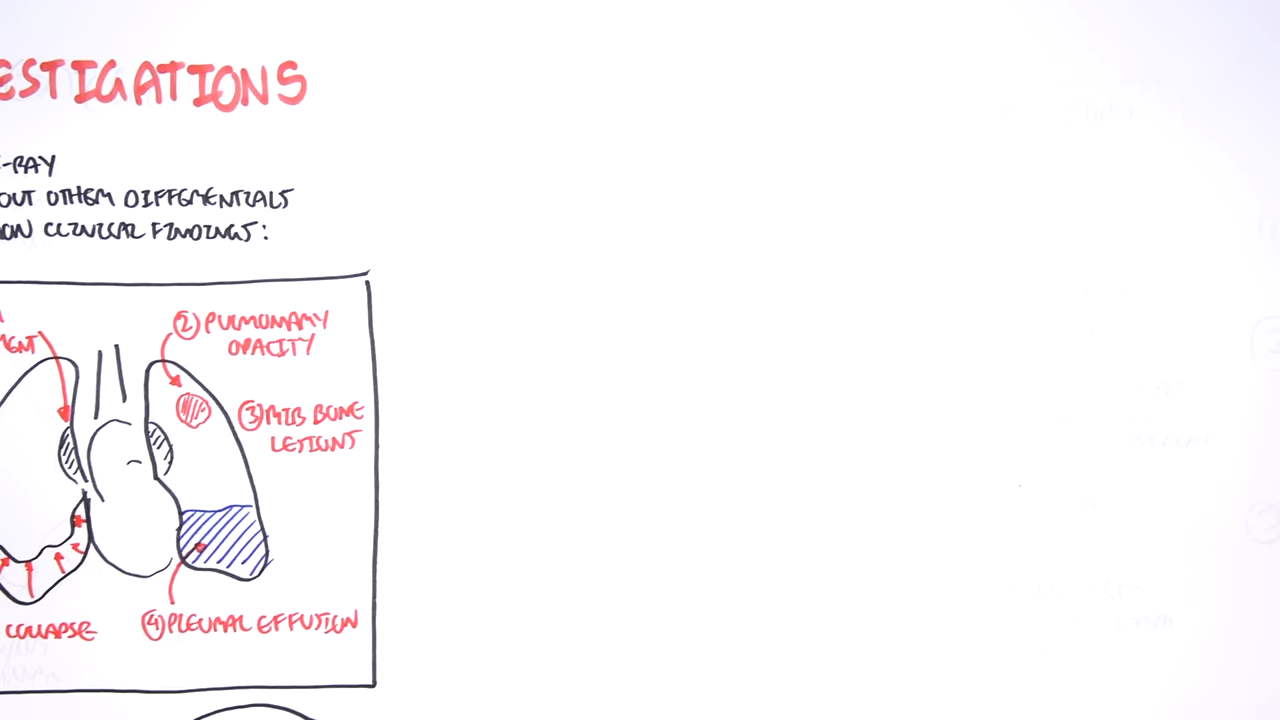 ESTIGATIONS
-RAY
OUT OTHER DIFFERENTIALS
ON CLINICAL FINDINGS:
② PULMONARY
OPACITY
③ RIB BONE
LESIONS
COLLAPSE
④ PLEURAL EFFUSION